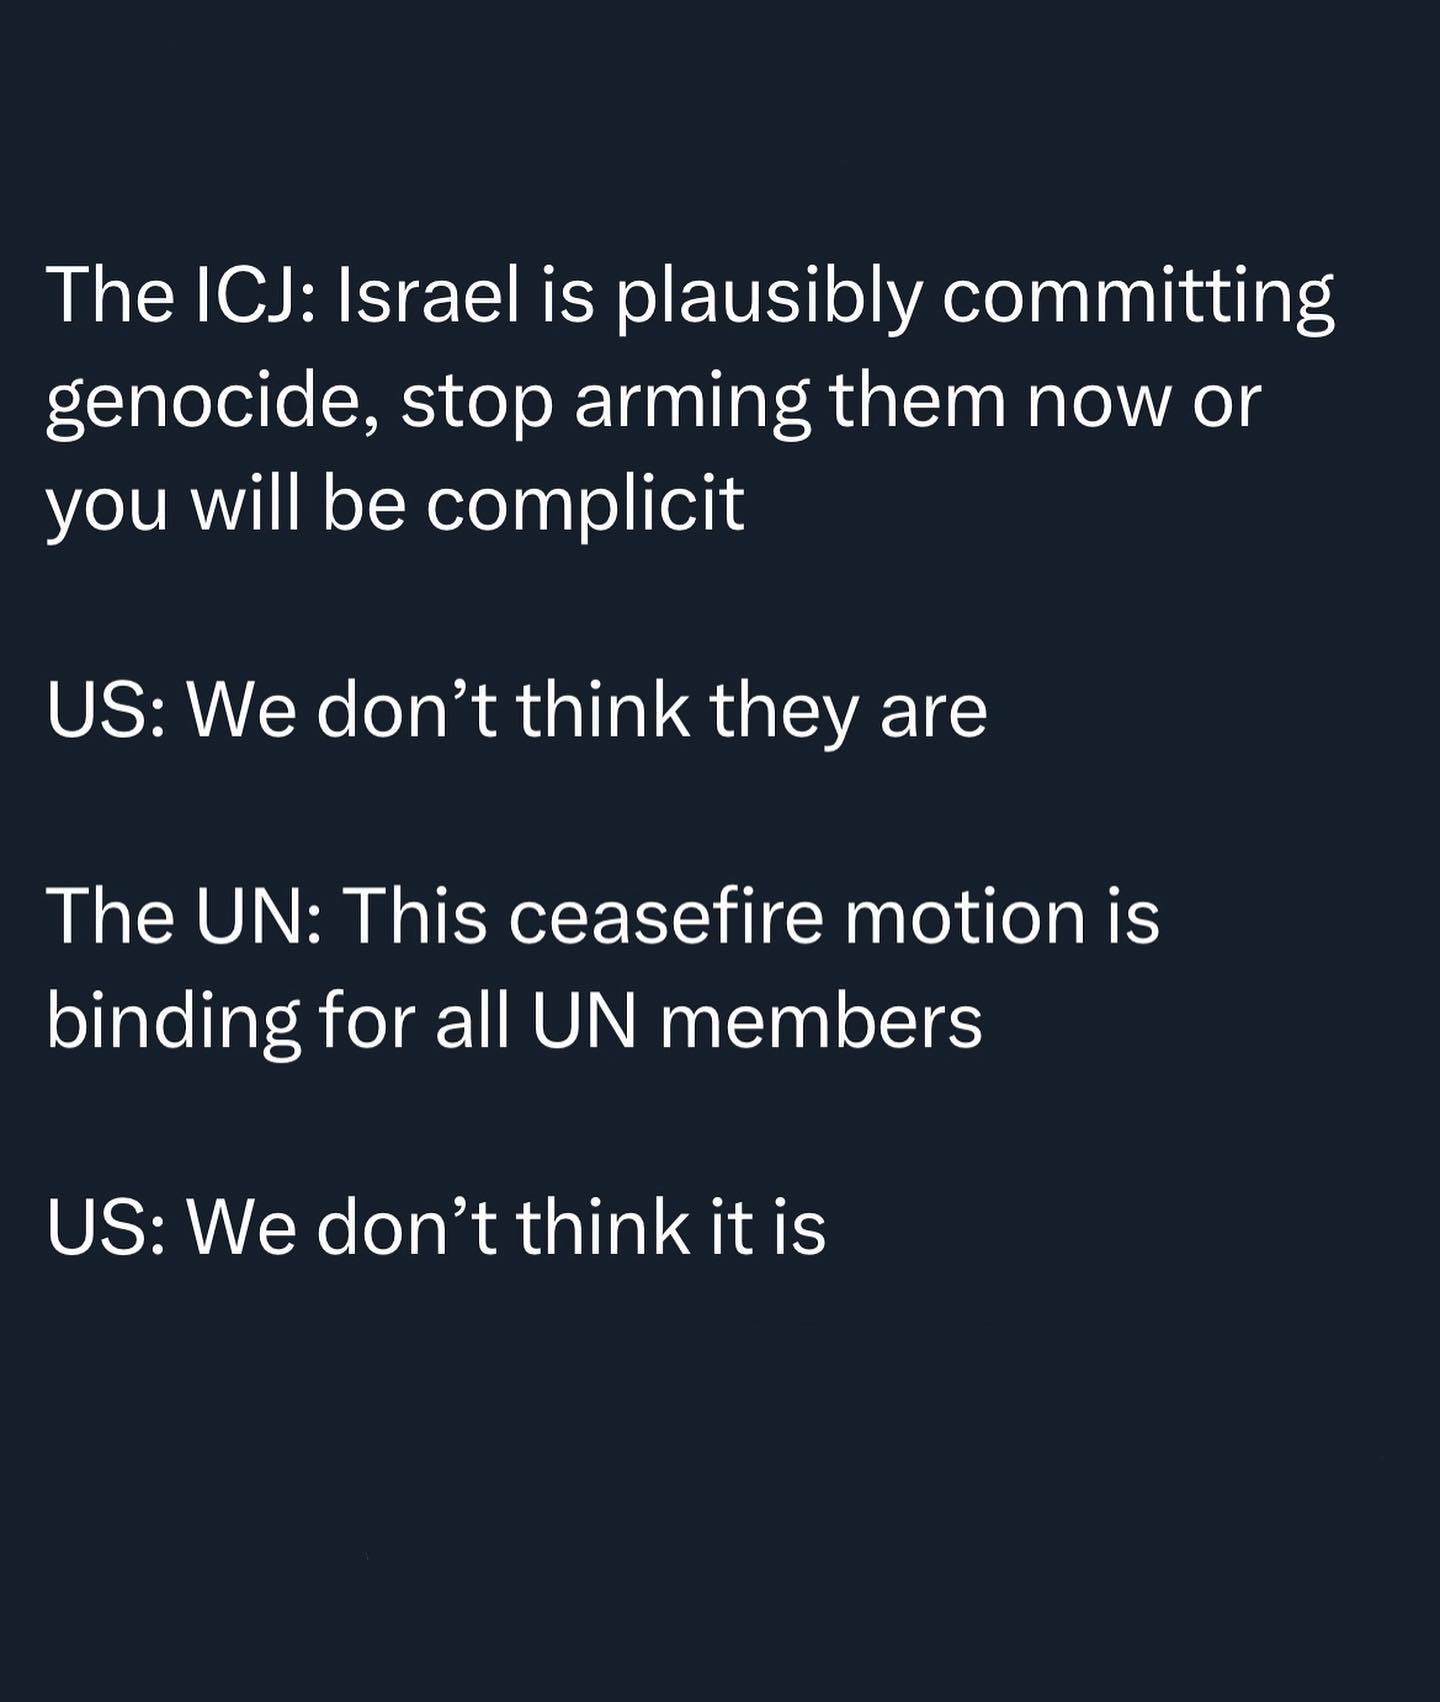 The ICJ: Israel is plausibly committing
genocide, stop arming them now or
you will be complicit
US: We don’t think they are
The UN: This ceasefire motion is
binding for all UN members
US: We don’t think it is